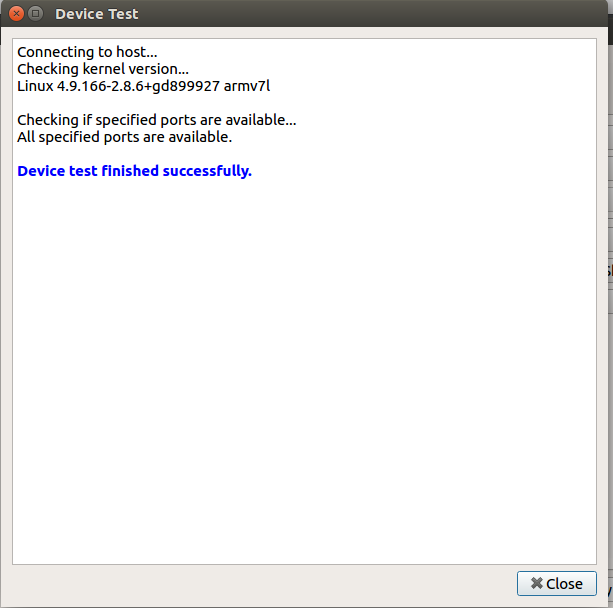 Device Test
Connecting to host...
Checking kernel version...
Linux 4.9.166-2.8.6+gd899927 armv7l
Checking if specified ports are available...
All specified ports are available.
Device test finished successfully.
Close